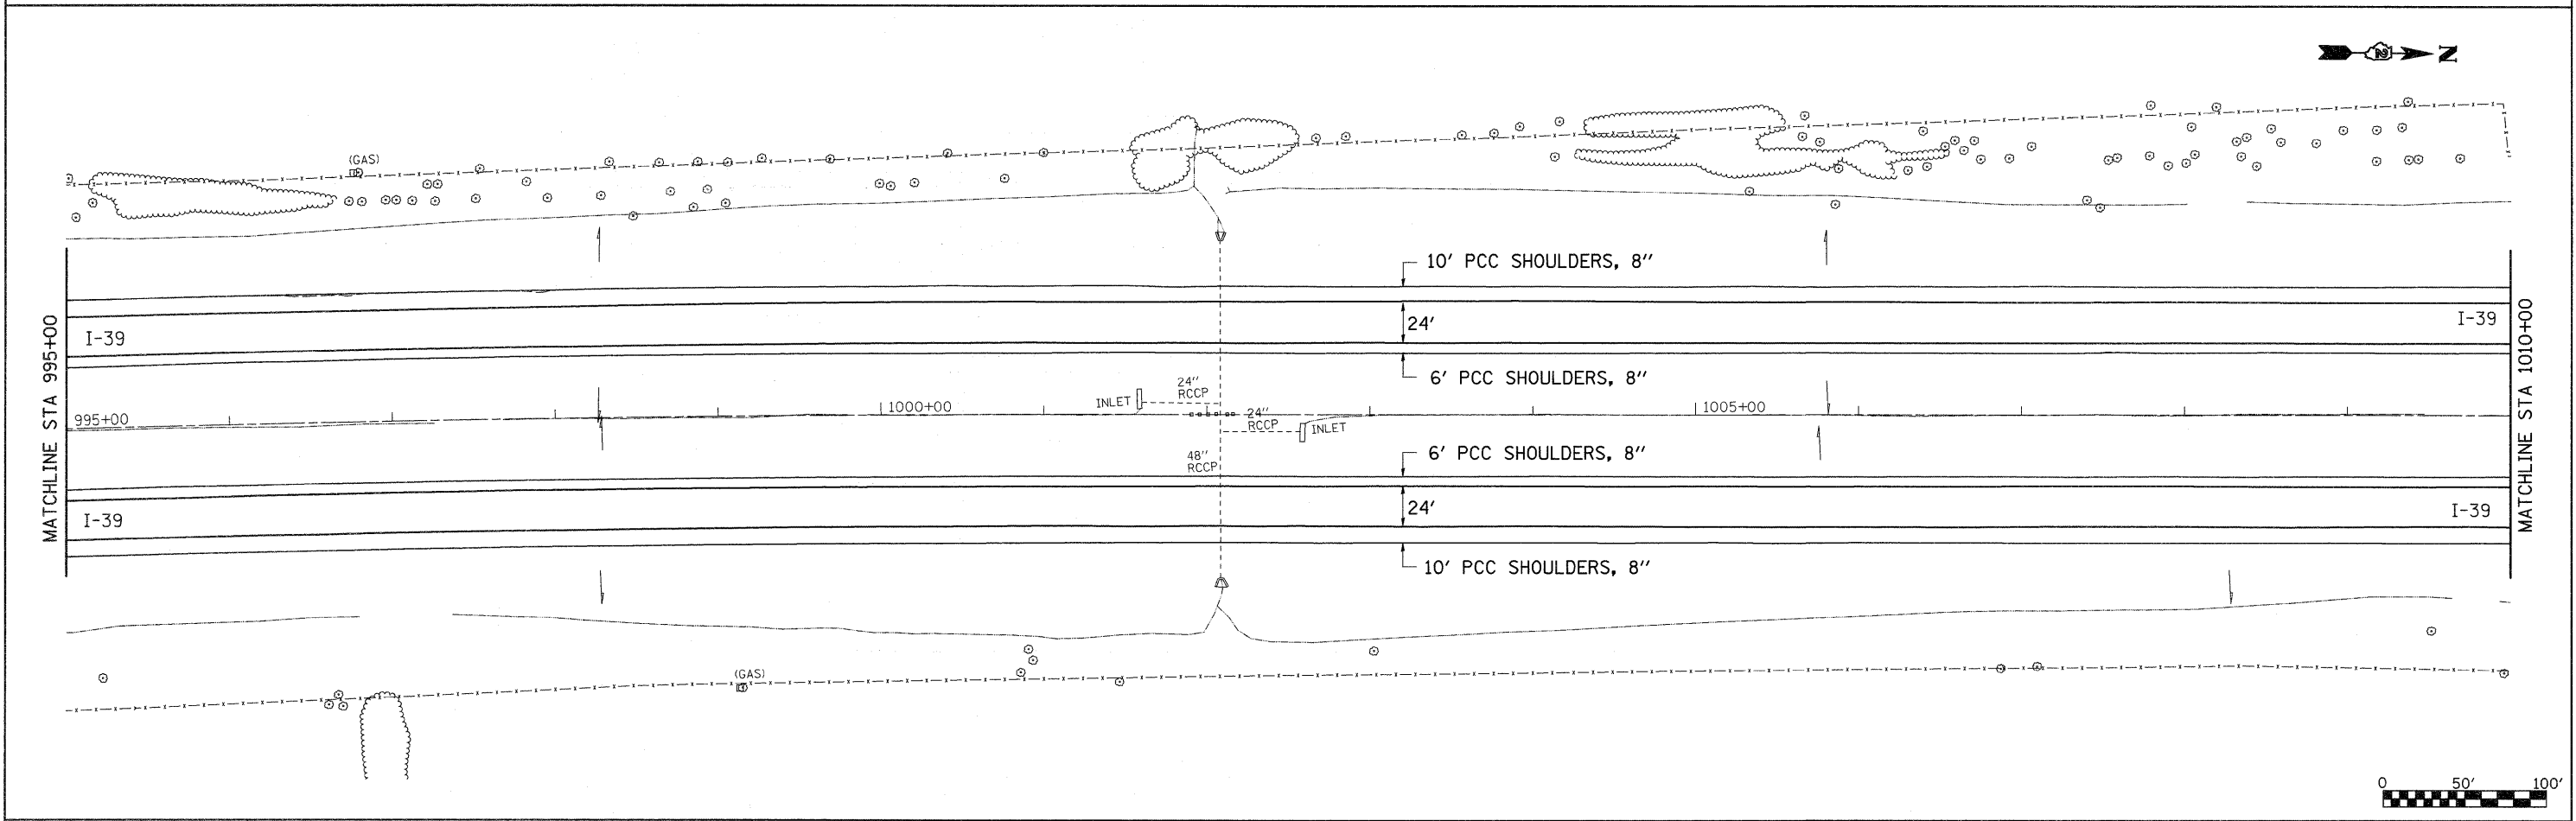 N
(GAS)
10' PCC SHOULDERS, 8"
24'
I-39
I-39
6' PCC SHOULDERS, 8"
MATCHLINE STA 995+00
MATCHLINE STA 1010+00
24"
RCCP
INLET
1000+00
1005+00
995+00
24"
RCCP
INLET
48"
RCCP
6' PCC SHOULDERS, 8"
24'
I-39
I-39
10' PCC SHOULDERS, 8"
(GAS)
0 50' 100'